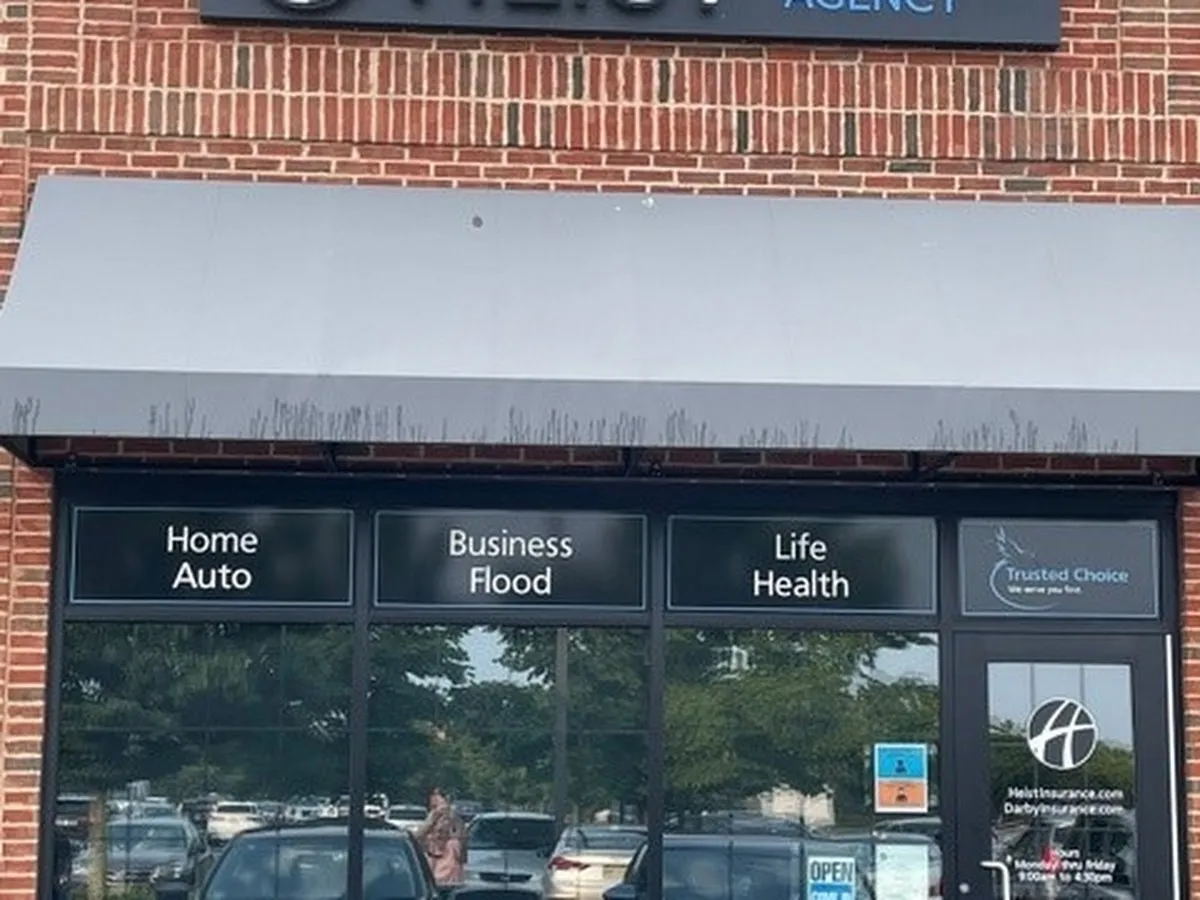 AGENCY
Home
Auto
Business
Flood
Life
Health
Trusted Choice
We serve you first.
HeistInsurance.com
DarbyInsurance.com
Hours
Monday thru Friday
9:00am to 4:30pm
OPEN